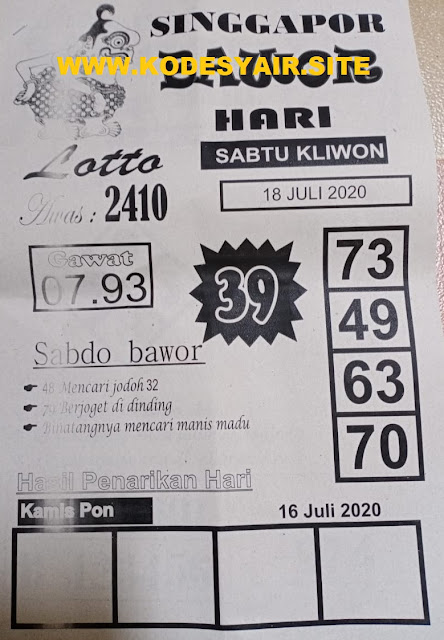 SINGGAPOR
WWW.KODESYAIR.SITE
BAWOR
HARI
Lotto
SABTU KLIWON
Awas : 2410
18 JULI 2020
Gawat
07.93
39
73
49
63
70
Sabdo bawor
48 Mencari jodoh 32
79 Berjoget di dinding
Binatangnya mencari manis madu
Hasil Penarikan Hari
Kamis Pon
16 Juli 2020